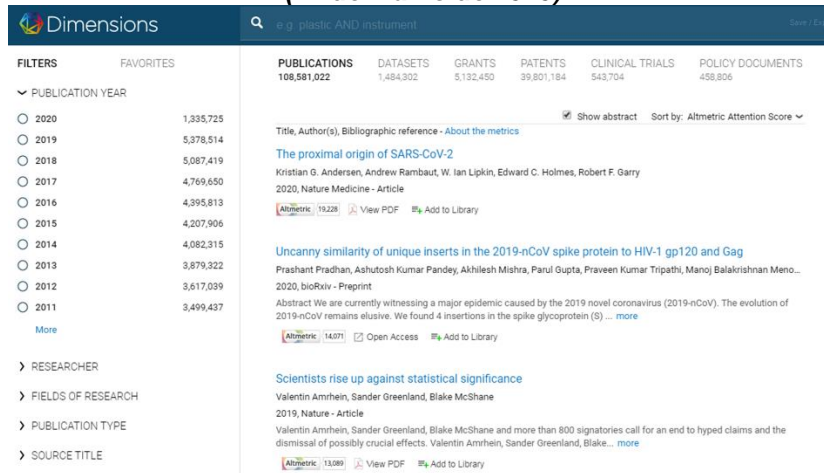 Dimensions
e.g. plastic AND instrument
FILTERS
FAVORITES
PUBLICATION YEAR
2020 1,335,725
2019 5,378,514
2018 5,087,419
2017 4,769,650
2016 4,395,813
2015 4,207,906
2014 4,082,315
2013 3,879,322
2012 3,617,039
2011 3,499,437
More
RESEARCHER
FIELDS OF RESEARCH
PUBLICATION TYPE
SOURCE TITLE
PUBLICATIONS DATASETS GRANTS PATENTS CLINICAL TRIALS POLICY DOCUMENTS
108,581,022 1,484,302 5,132,450 39,801,184 543,704 458,806
Show abstract Sort by: Altmetric Attention Score
Title, Author(s), Bibliographic reference - About the metrics
The proximal origin of SARS-CoV-2
Kristian G. Andersen, Andrew Rambaut, W. Ian Lipkin, Edward C. Holmes, Robert F. Garry
2020, Nature Medicine - Article
Altmetric 19,228 View PDF Add to Library
Uncanny similarity of unique inserts in the 2019-nCoV spike protein to HIV-1 gp120 and Gag
Prashant Pradhan, Ashutosh Kumar Pandey, Akhilesh Mishra, Parul Gupta, Praveen Kumar Tripathi, Manoj Balakrishnan Meno...
2020, bioRxiv - Preprint
Abstract We are currently witnessing a major epidemic caused by the 2019 novel coronavirus (2019-nCoV). The evolution of
2019-nCoV remains elusive. We found 4 insertions in the spike glycoprotein (S) ... more
Altmetric 14,071 Open Access Add to Library
Scientists rise up against statistical significance
Valentin Amrhein, Sander Greenland, Blake McShane
2019, Nature - Article
Valentin Amrhein, Sander Greenland, Blake McShane and more than 800 signatories call for an end to hyped claims and the
dismissal of possibly crucial effects. Valentin Amrhein, Sander Greenland, Blake... more
Altmetric 13,089 View PDF Add to Library